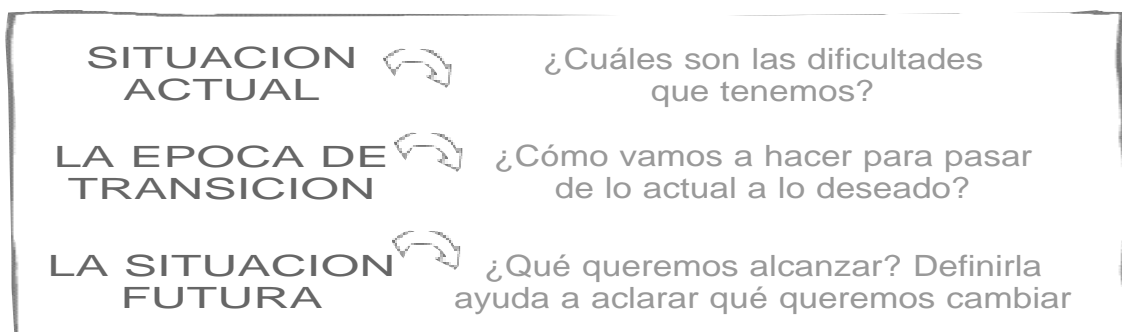 SITUACION
ACTUAL
¿Cuáles son las dificultades
que tenemos?
LA EPOCA DE
TRANSICION
¿Cómo vamos a hacer para pasar
de lo actual a lo deseado?
LA SITUACION
FUTURA
¿Qué queremos alcanzar? Definirla
ayuda a aclarar qué queremos cambiar